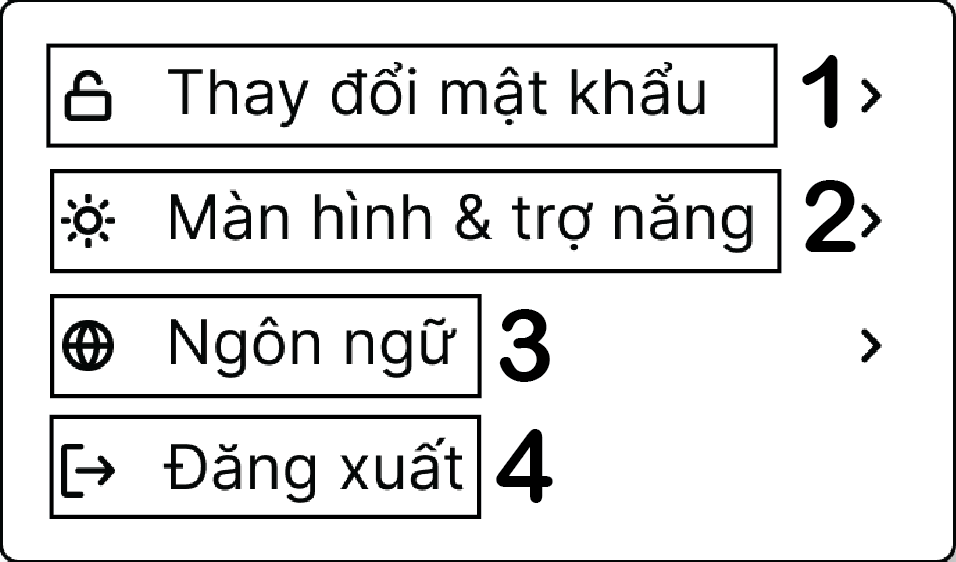 Thay đổi mật khẩu 1
Màn hình & trợ năng 2
Ngôn ngữ 3
Đăng xuất 4